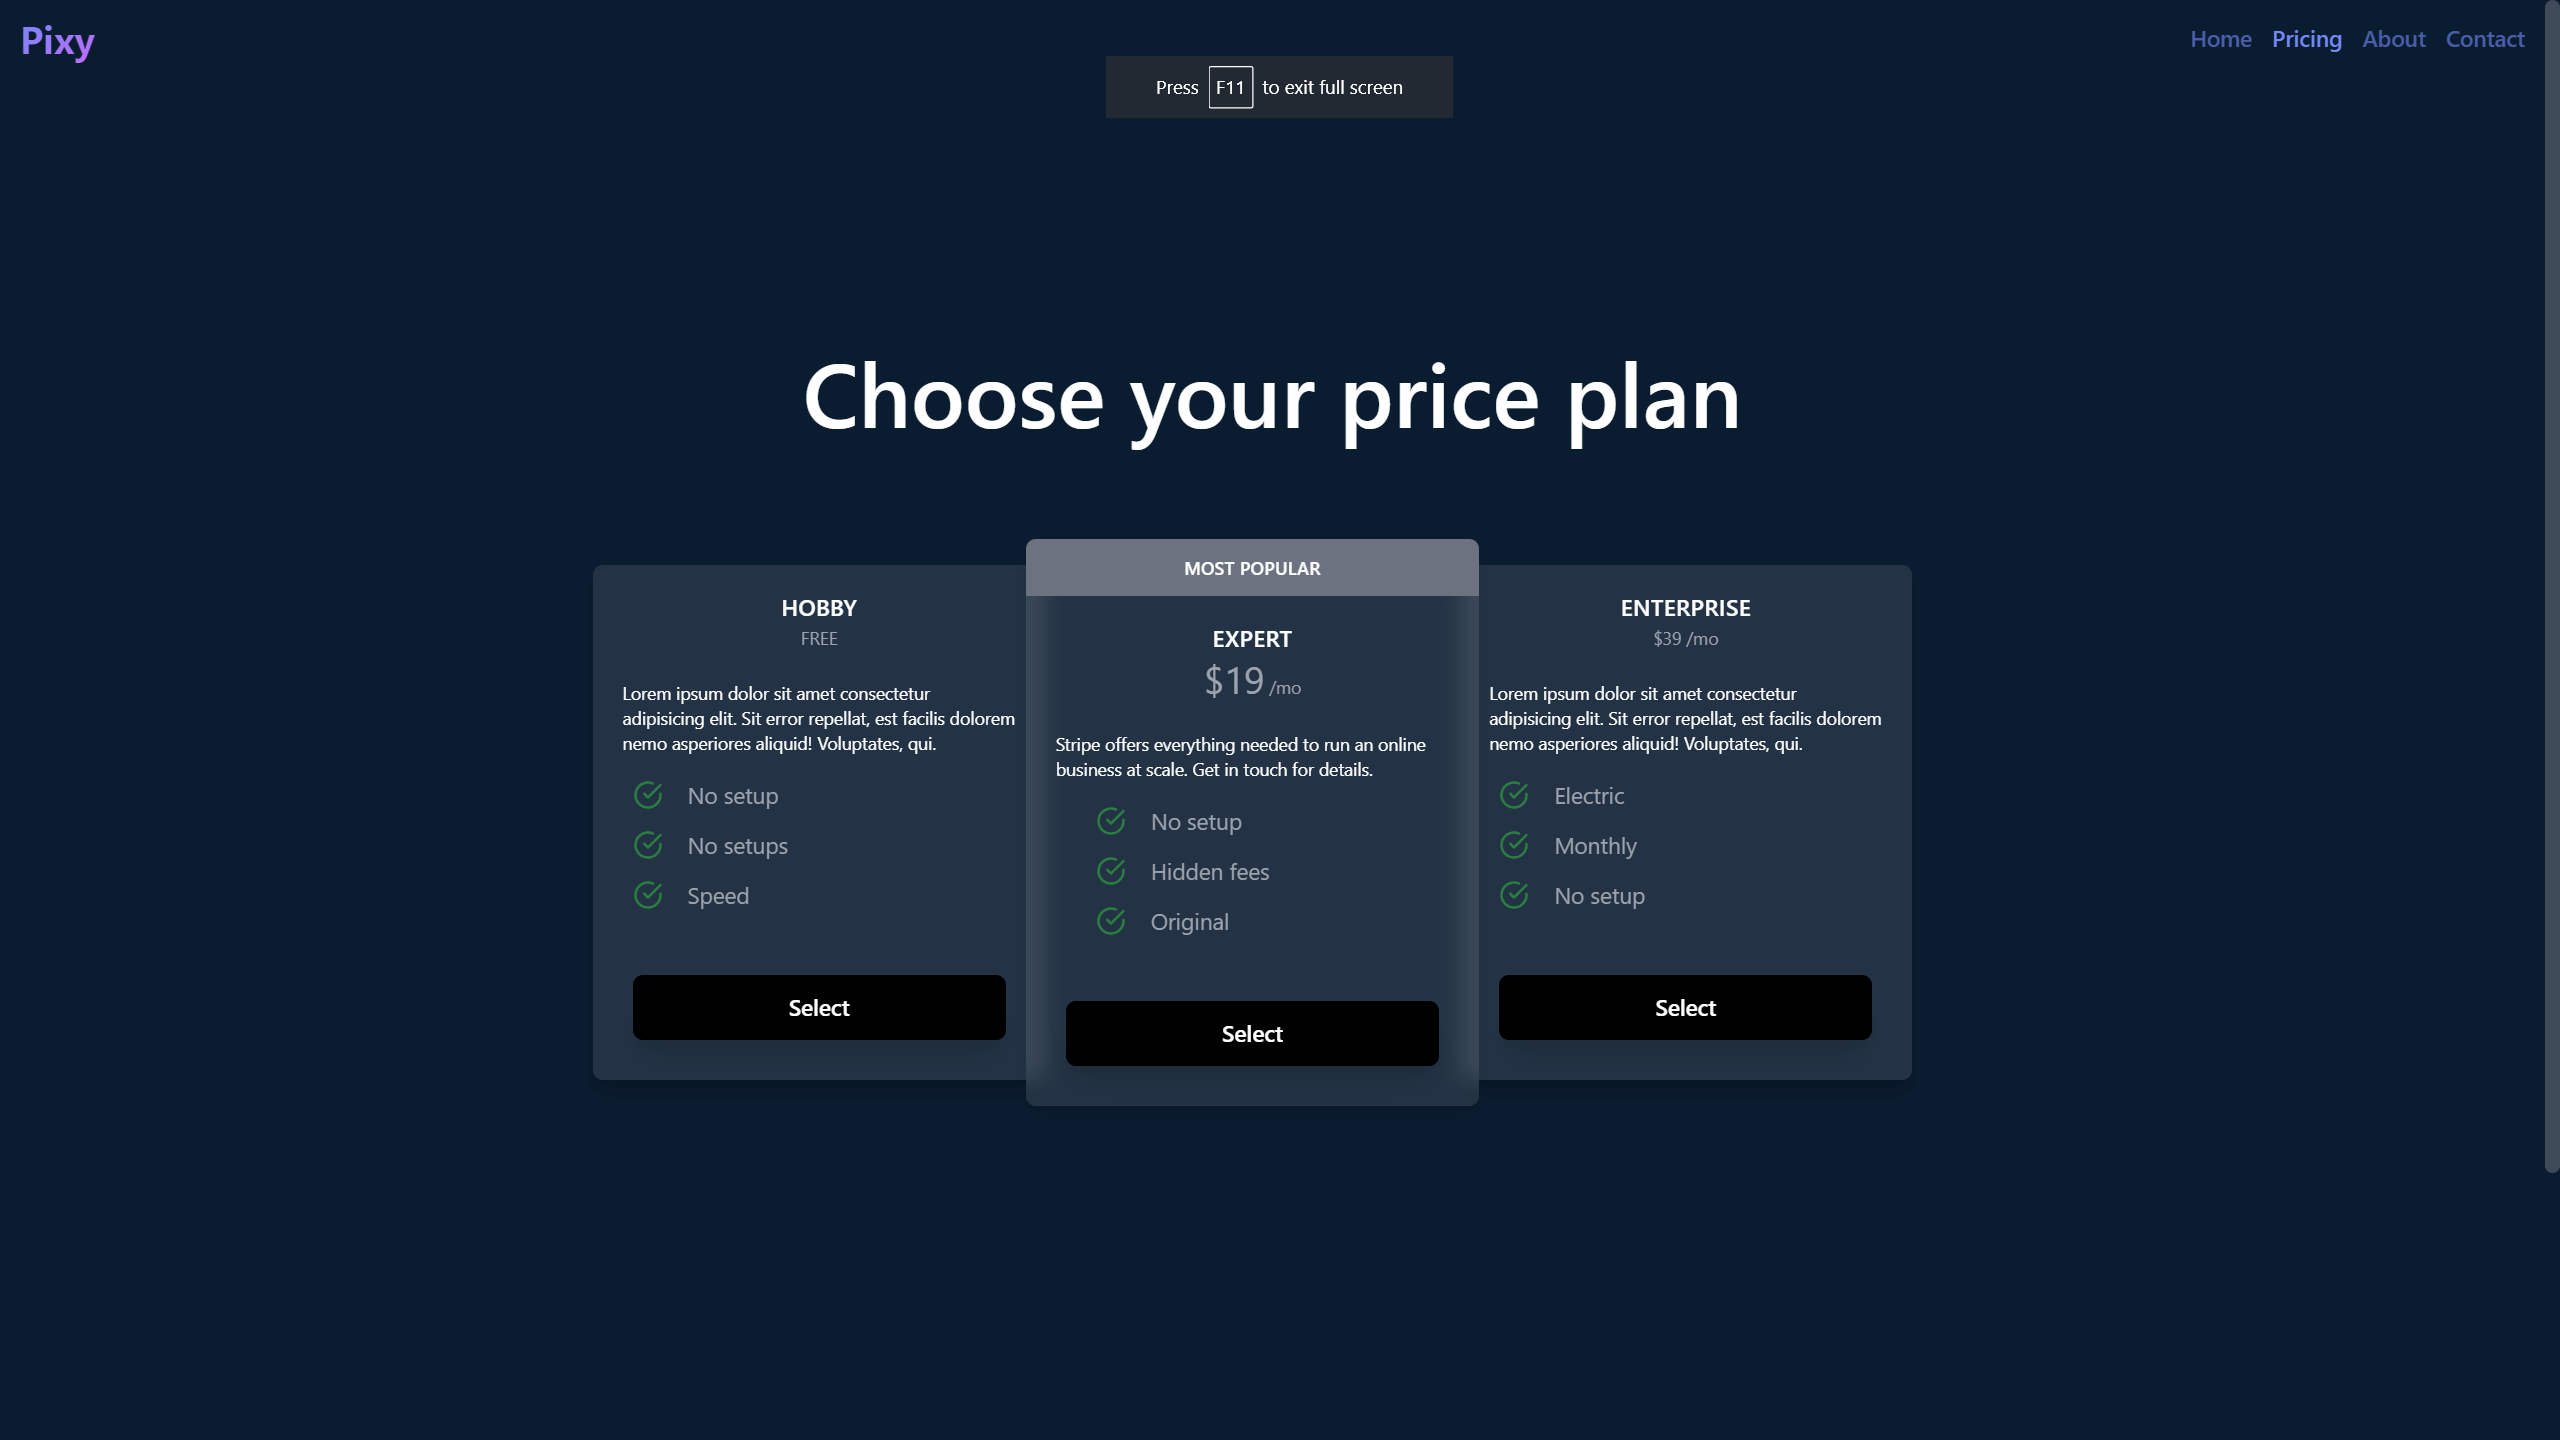 Pixy
Home Pricing About Contact
Press F11 to exit full screen
Choose your price plan
HOBBY
FREE
Lorem ipsum dolor sit amet consectetur
adipisicing elit. Sit error repellat, est facilis dolorem
nemo asperiores aliquid! Voluptates, qui.
No setup
No setups
Speed
Select
MOST POPULAR
EXPERT
$19 /mo
Stripe offers everything needed to run an online
business at scale. Get in touch for details.
No setup
Hidden fees
Original
Select
ENTERPRISE
$39 /mo
Lorem ipsum dolor sit amet consectetur
adipisicing elit. Sit error repellat, est facilis dolorem
nemo asperiores aliquid! Voluptates, qui.
Electric
Monthly
No setup
Select